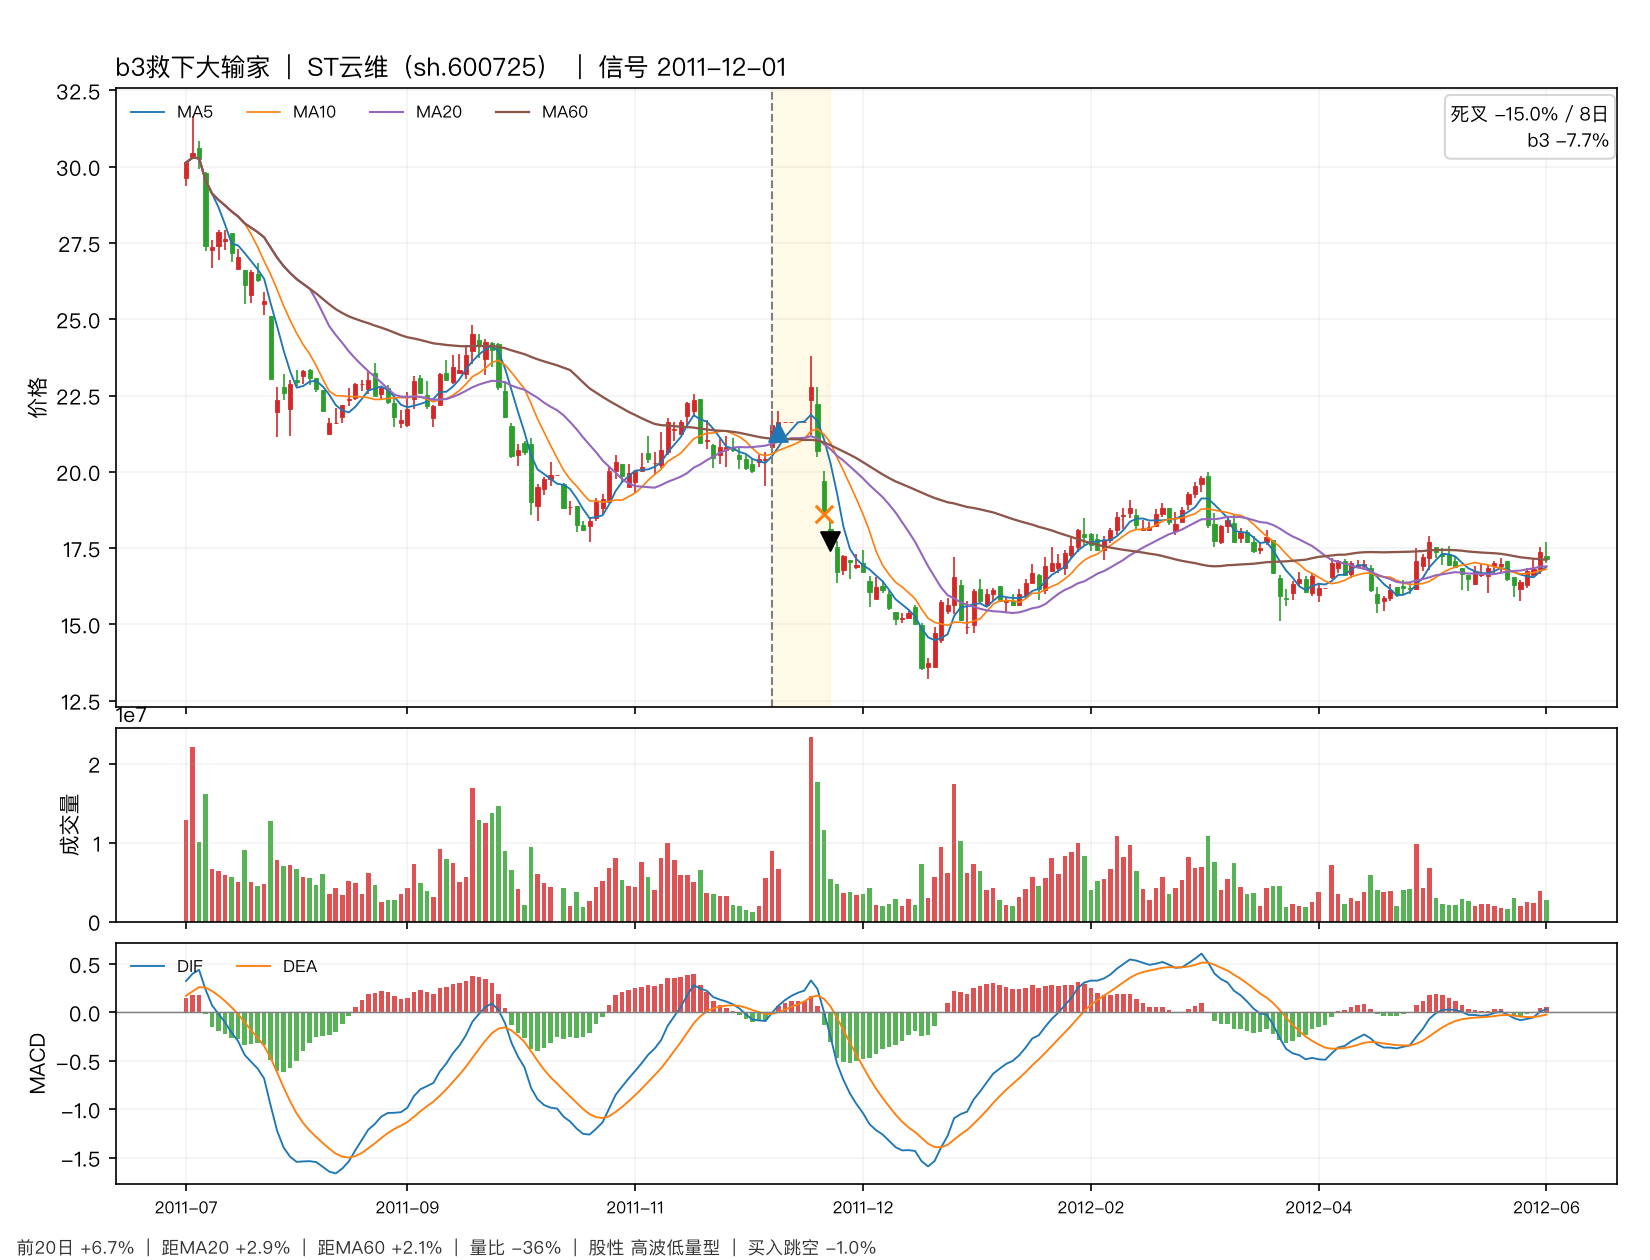 b3救下大输家 ｜ ST云维（sh.600725） ｜ 信号 2011-12-01
MA5 MA10 MA20 MA60
死叉 -15.0% / 8日
b3 -7.7%
价格
32.5
30.0
27.5
25.0
22.5
20.0
17.5
15.0
12.5
1e7
成交量
2
1
0
DIF DEA
MACD
0.5
0.0
-0.5
-1.0
-1.5
2011-07 2011-09 2011-11 2011-12 2012-02 2012-04 2012-06
前20日 +6.7% ｜ 距MA20 +2.9% ｜ 距MA60 +2.1% ｜ 量比 -36% ｜ 股性 高波低量型 ｜ 买入跳空 -1.0%